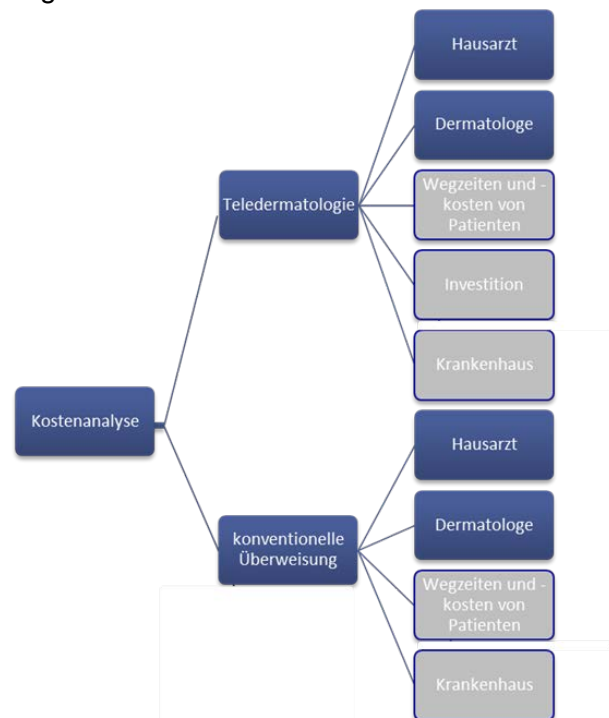 Hausarzt
Dermatologe
Wegzeiten und -
kosten von
Patienten
Teledermatologie
Investition
Krankenhaus
Kostenanalyse
Hausarzt
Dermatologe
konventionelle
Überweisung
Wegzeiten und -
kosten von
Patienten
Krankenhaus